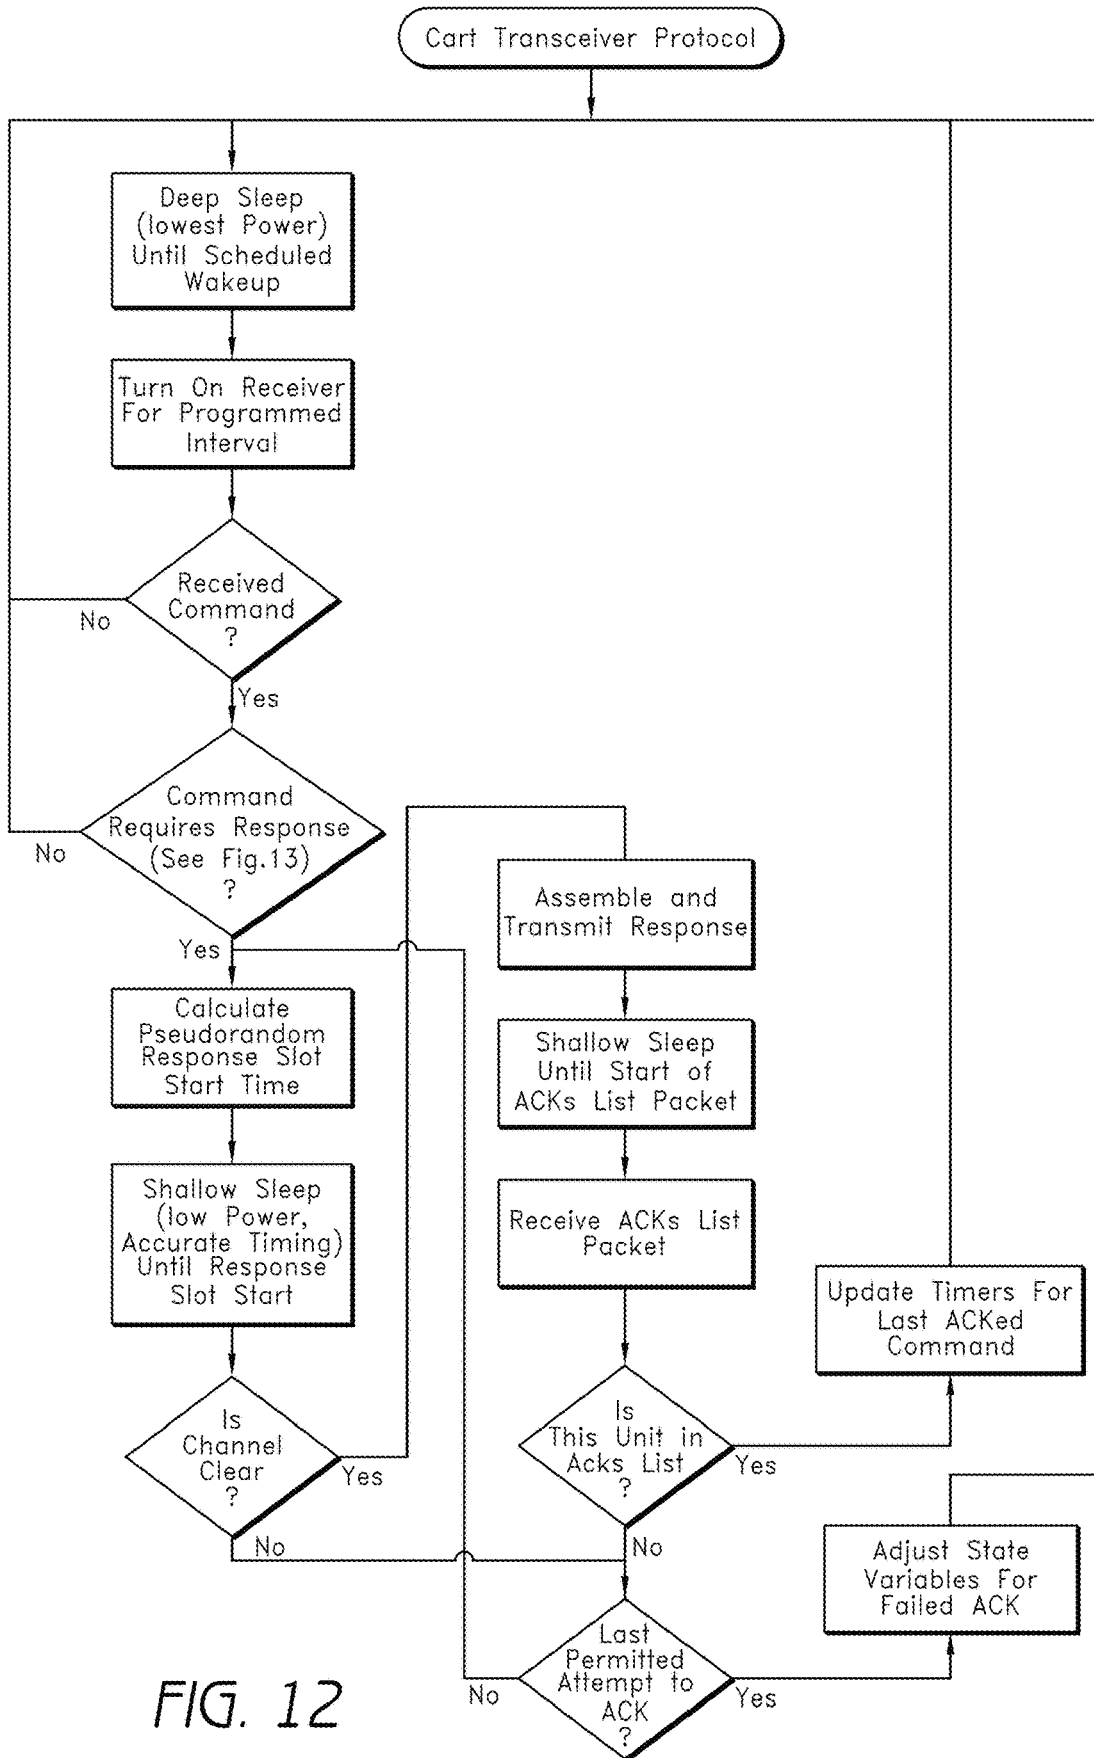 Cart Transceiver Protocol
Deep Sleep
(lowest Power)
Until Scheduled
Wakeup
Turn On Receiver
For Programmed
Interval
Received
Command
?
No
Yes
Command
Requires Response
(See Fig.13)
?
No
Yes
Calculate
Pseudorandom
Response Slot
Start Time
Shallow Sleep
(low Power,
Accurate Timing)
Until Response
Slot Start
Is
Channel
Clear
?
Yes
No
Assemble and
Transmit Response
Shallow Sleep
Until Start of
ACKs List Packet
Receive ACKs List
Packet
Is
This Unit in
Acks List
?
Yes
No
Update Timers For
Last ACKed
Command
Last
Permitted
Attempt to
ACK
?
No
Yes
Adjust State
Variables For
Failed ACK
FIG. 12